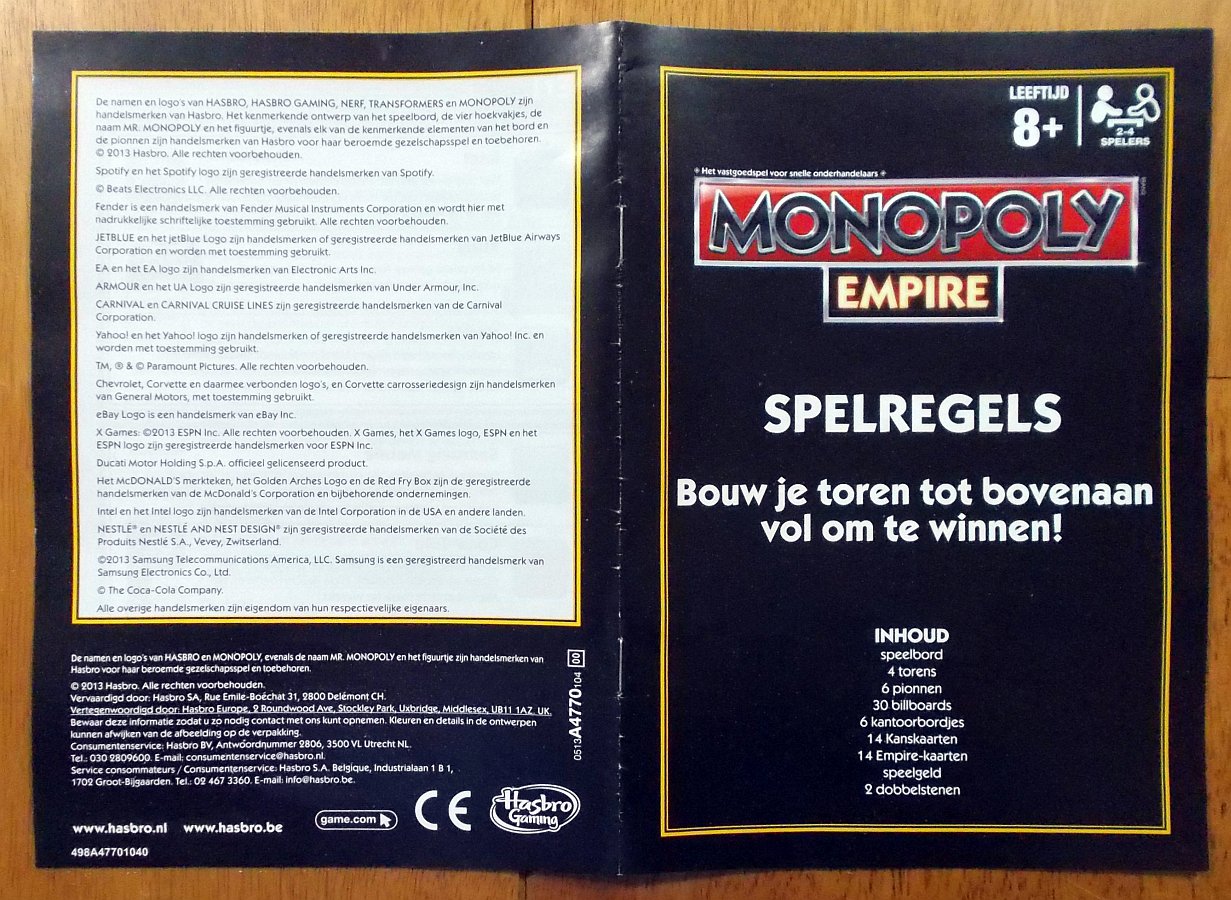 De namen en logo's van HASBRO, HASBRO GAMING, NERF, TRANSFORMERS en MONOPOLY zijn
handelsmerken van Hasbro. Het kenmerkende ontwerp van het speelbord, de vier hoekvakjes, de
naam MR. MONOPOLY en het figuurtje, evenals elk van de kenmerkende elementen van het bord en
de pionnen zijn handelsmerken van Hasbro voor haar beroemde gezelschapsspel en toebehoren.
© 2013 Hasbro. Alle rechten voorbehouden.
Spotify en het Spotify logo zijn geregistreerde handelsmerken van Spotify.
© Beats Electronics LLC. Alle rechten voorbehouden.
Fender is een handelsmerk van Fender Musical Instruments Corporation en wordt hier met
nadrukkelijke schriftelijke toestemming gebruikt. Alle rechten voorbehouden.
JETBLUE en het jetBlue Logo zijn handelsmerken of geregistreerde handelsmerken van JetBlue Airways
Corporation en worden met toestemming gebruikt.
EA en het EA logo zijn handelsmerken van Electronic Arts Inc.
ARMOUR en het UA Logo zijn geregistreerde handelsmerken van Under Armour, Inc.
CARNIVAL en CARNIVAL CRUISE LINES zijn geregistreerde handelsmerken van de Carnival
Corporation.
Yahoo! en het Yahoo! logo zijn handelsmerken of geregistreerde handelsmerken van Yahoo! Inc. en
worden met toestemming gebruikt.
TM, ® & © Paramount Pictures. Alle rechten voorbehouden.
Chevrolet, Corvette en daarmee verbonden logo's, en Corvette carrosseriedesign zijn handelsmerken
van General Motors, met toestemming gebruikt.
eBay Logo is een handelsmerk van eBay Inc.
X Games: ©2013 ESPN Inc. Alle rechten voorbehouden. X Games, het X Games logo, ESPN en het
ESPN logo zijn geregistreerde handelsmerken voor ESPN Inc.
Ducati Motor Holding S.p.A. officieel gelicenseerd product.
Het McDONALD'S merkteken, het Golden Arches Logo en de Red Fry Box zijn de geregistreerde
handelsmerken van de McDonald's Corporation en bijbehorende ondernemingen.
Intel en het Intel logo zijn handelsmerken van de Intel Corporation in de USA en andere landen.
NESTLÉ® en NESTLÉ AND NEST DESIGN® zijn geregistreerde handelsmerken van de Société des
Produits Nestlé S.A., Vevey, Zwitserland.
©2013 Samsung Telecommunications America, LLC. Samsung is een geregistreerd handelsmerk van
Samsung Electronics Co., Ltd.
© The Coca-Cola Company.
Alle overige handelsmerken zijn eigendom van hun respectievelijke eigenaars.
De namen en logo's van HASBRO en MONOPOLY, evenals de naam MR. MONOPOLY en het figuurtje zijn handelsmerken van
Hasbro voor haar beroemde gezelschapsspel en toebehoren.
© 2013 Hasbro. Alle rechten voorbehouden.
Vervaardigd door: Hasbro SA, Rue Emile-Boéchat 31, 2800 Delémont CH.
Vertegenwoordigd door: Hasbro Europe, 2 Roundwood Ave, Stockley Park, Uxbridge, Middlesex, UB11 1AZ. UK.
Bewaar deze informatie zodat u zo nodig contact met ons kunt opnemen. Kleuren en details in de ontwerpen
kunnen afwijken van de afbeelding op de verpakking.
Consumentenservice: Hasbro BV, Antwoordnummer 2806, 3500 VL Utrecht NL.
Tel.: 030 2809600. E-mail: consumentenservice@hasbro.nl.
Service consommateurs / Consumentenservice: Hasbro S.A. Belgique, Industrialaan 1 B 1,
1702 Groot-Bijgaarden. Tel.: 02 467 3360. E-mail: info@hasbro.be.
0513A4770104 00
www.hasbro.nl www.hasbro.be
game.com
CE
Hasbro
Gaming
498A47701040
LEEFTIJD
8+
2-4
SPELERS
Het vastgoedspel voor snelle onderhandelaars
MONOPOLY
EMPIRE
SPELREGELS
Bouw je toren tot bovenaan
vol om te winnen!
INHOUD
speelbord
4 torens
6 pionnen
30 billboards
6 kantoorbordjes
14 Kanskaarten
14 Empire-kaarten
speelgeld
2 dobbelstenen